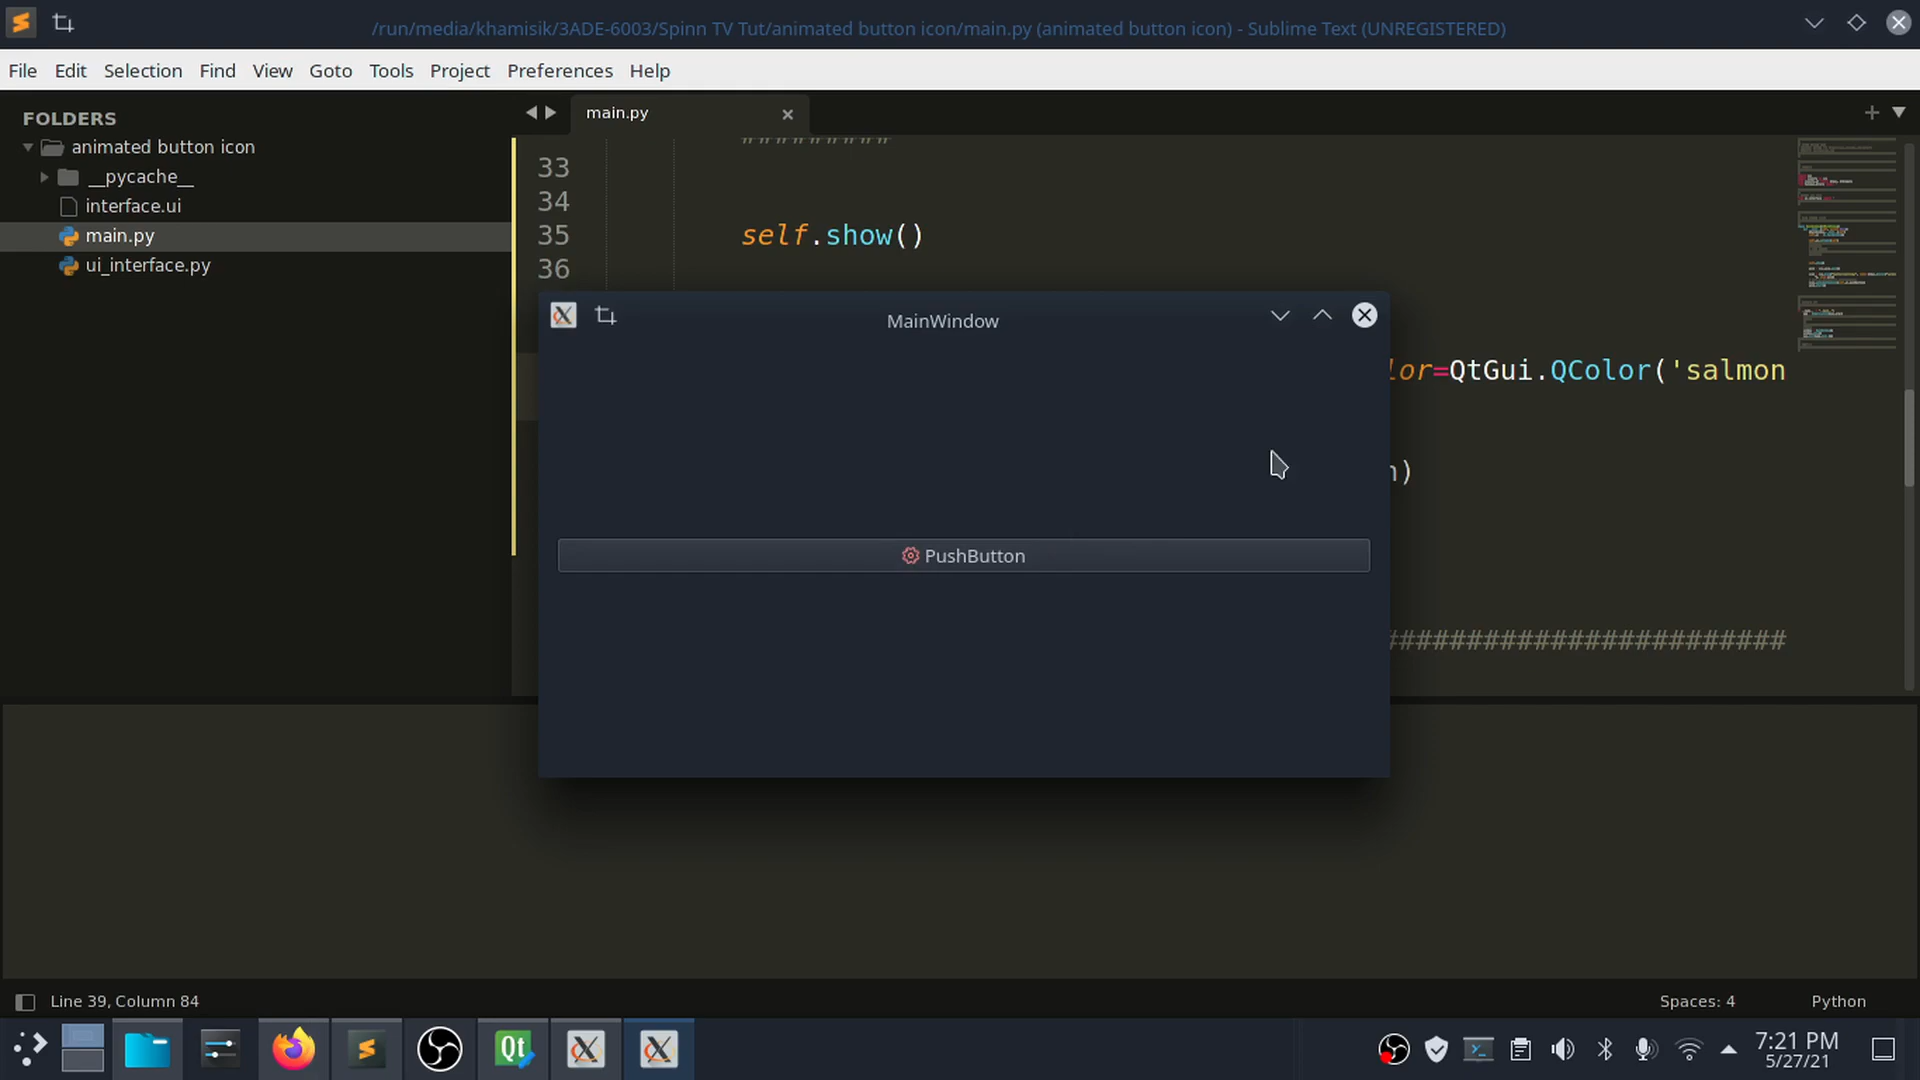 /run/media/khamisik/3ADE-6003/Spinn TV Tut/animated button icon/main.py (animated button icon) - Sublime Text (UNREGISTERED)
File Edit Selection Find View Goto Tools Project Preferences Help
FOLDERS
animated button icon
__pycache__
interface.ui
main.py
ui_interface.py
main.py
#########
33
34
35 self.show()
36
MainWindow
lor=QtGui.QColor('salmon
n)
PushButton
########################
Line 39, Column 84
Spaces: 4
Python
Qt
7:21 PM
5/27/21